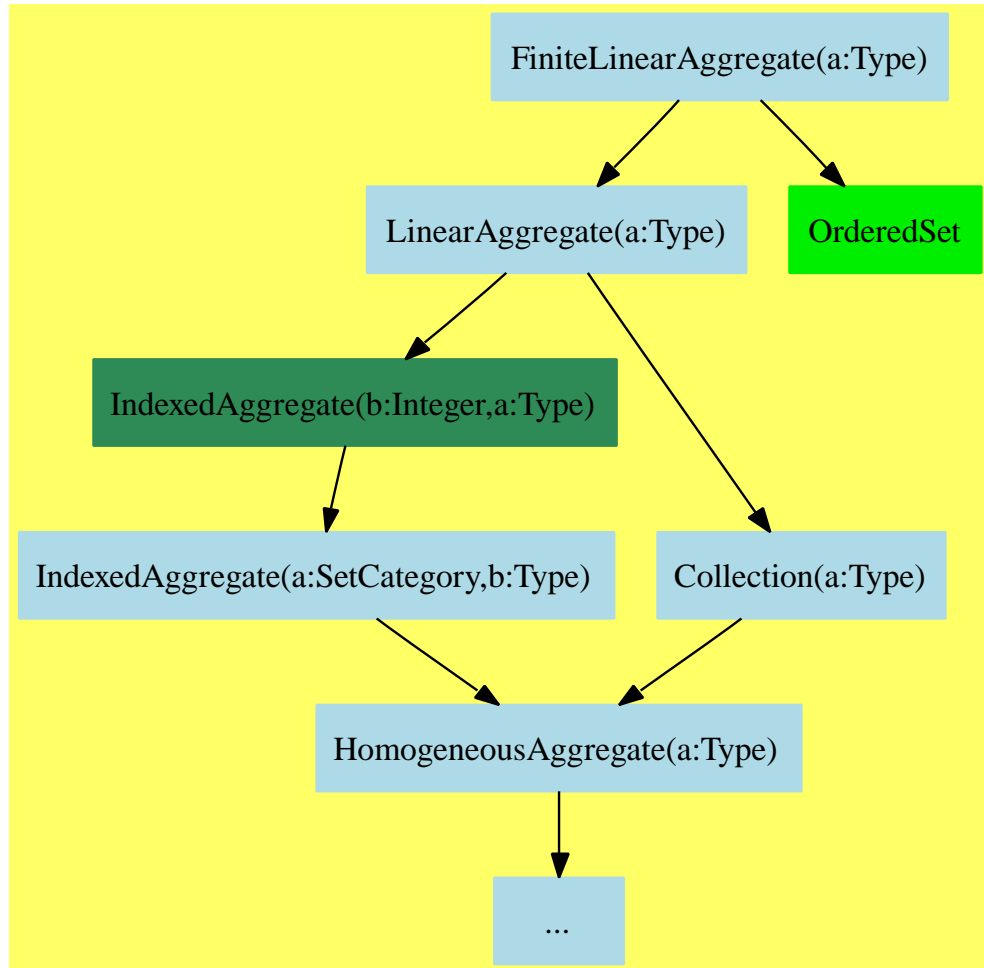 FiniteLinearAggregate(a:Type)
LinearAggregate(a:Type)
OrderedSet
IndexedAggregate(b:Integer,a:Type)
IndexedAggregate(a:SetCategory,b:Type)
Collection(a:Type)
HomogeneousAggregate(a:Type)
...